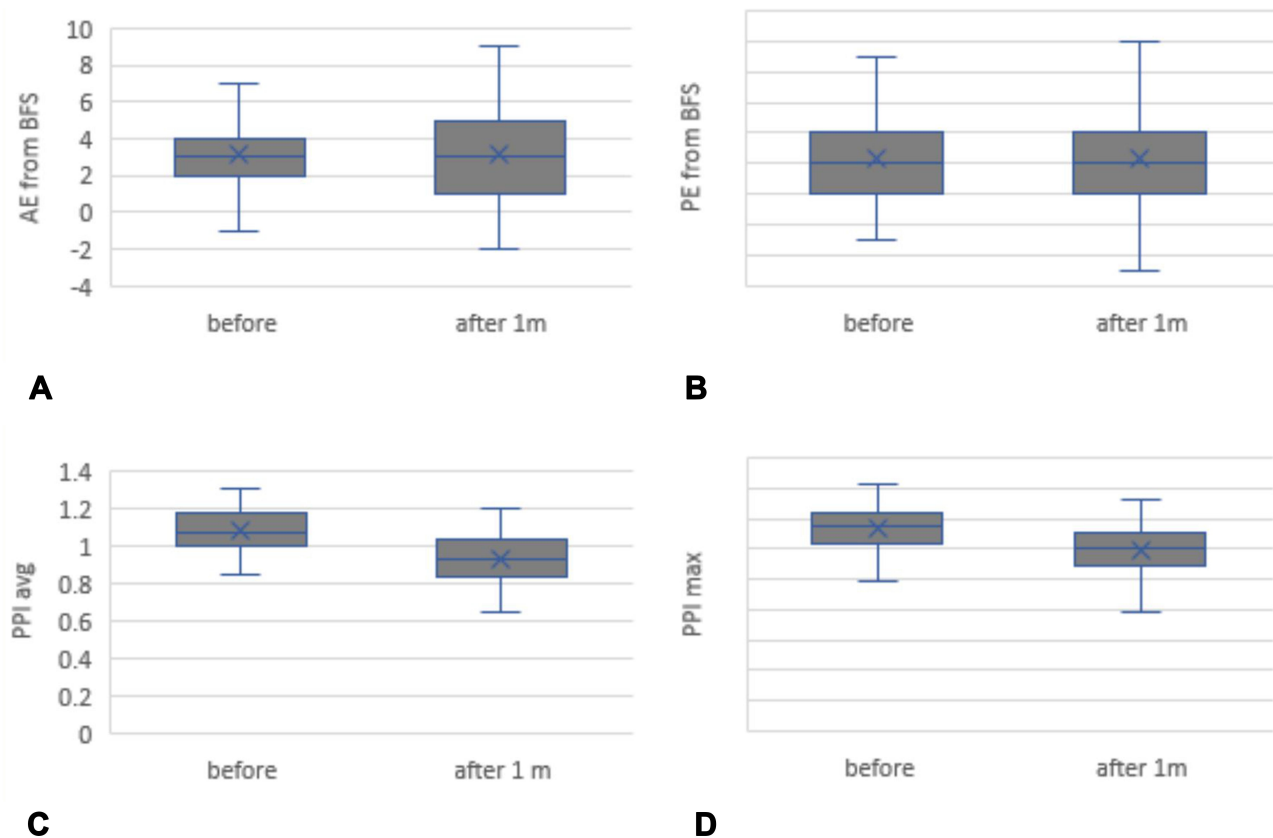 AE from BFS
10
8
6
4
2
0
-2
-4
before
after 1m
A
PE from BFS
before
after 1m
B
PPI avg
1.4
1.2
1
0.8
0.6
0.4
0.2
0
before
after 1 m
C
PPI max
before
after 1m
D